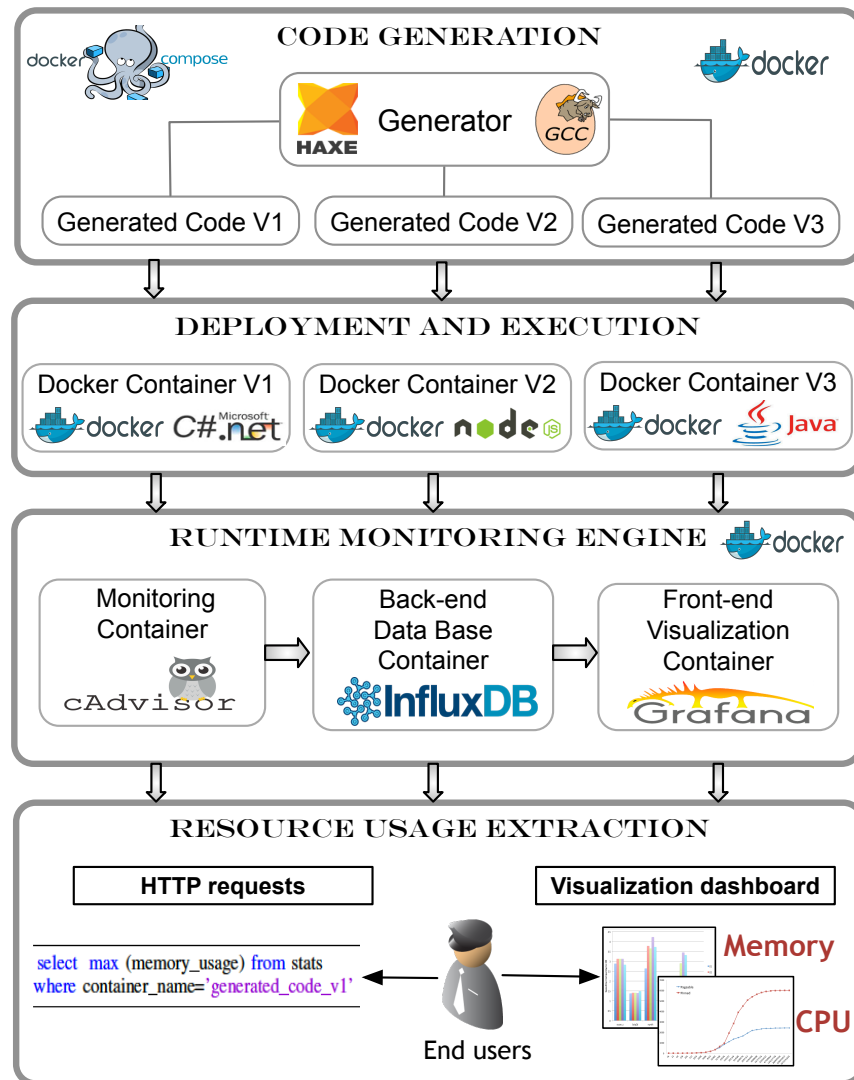 CODE GENERATION
docker compose
docker
HAXE
Generator
GCC
Generated Code V1
Generated Code V2
Generated Code V3
DEPLOYMENT AND EXECUTION
Docker Container V1
docker C# Microsoft .net
Docker Container V2
docker node JS
Docker Container V3
docker Java
RUNTIME MONITORING ENGINE
docker
Monitoring
Container
cAdvisor
Back-end
Data Base
Container
InfluxDB
Front-end
Visualization
Container
Grafana
RESOURCE USAGE EXTRACTION
HTTP requests
select max (memory_usage) from stats
where container_name='generated_code_v1'
End users
Visualization dashboard
Memory
CPU